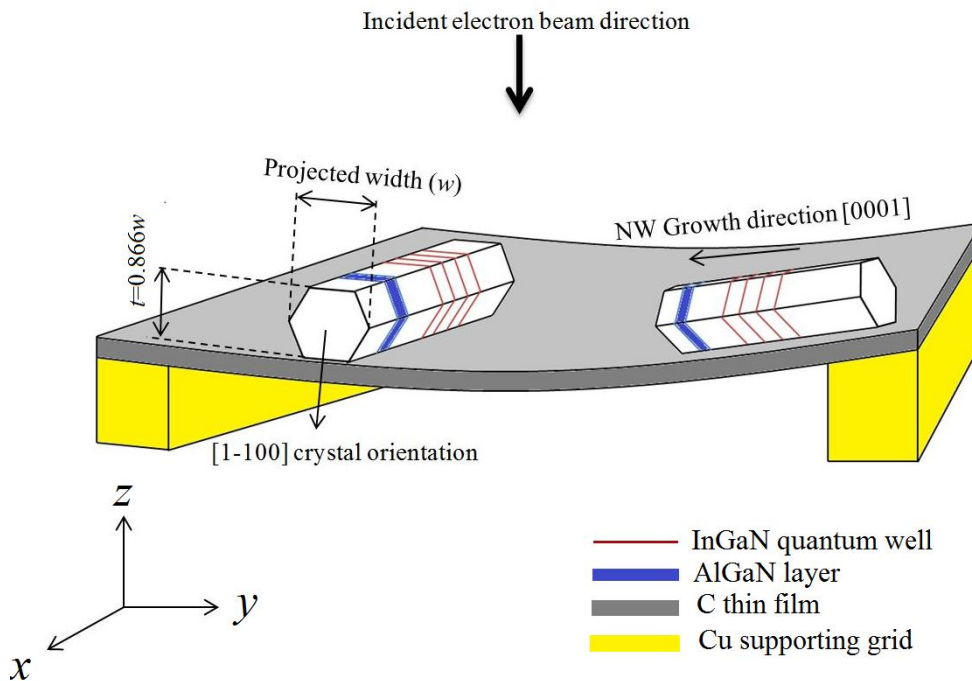 Incident electron beam direction
Projected width (w)
NW Growth direction [0001]
t=0.866w
[1-100] crystal orientation
z
y
x
InGaN quantum well
AlGaN layer
C thin film
Cu supporting grid